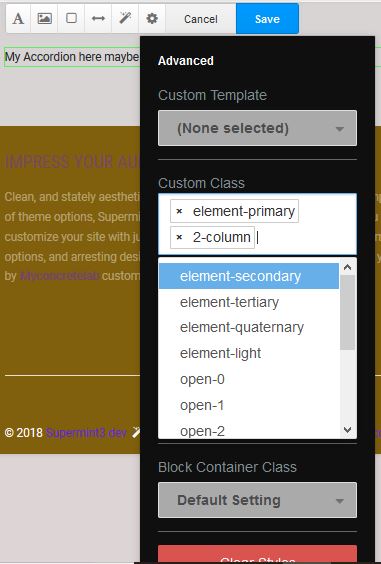 A
Cancel
Save
My Accordion here maybe
Advanced
Custom Template
(None selected)
IMPRESS YOUR AU
Custom Class
Clean, and stately aestheti
× element-primary
of theme options, Supermi
customize your site with ju
× 2-column
options, and arresting desi
by Myconcretelab custom
element-secondary
element-tertiary
element-quaternary
element-light
open-0
open-1
open-2
© 2018 Supermint3 dev
Block Container Class
Default Setting
Clear Styles